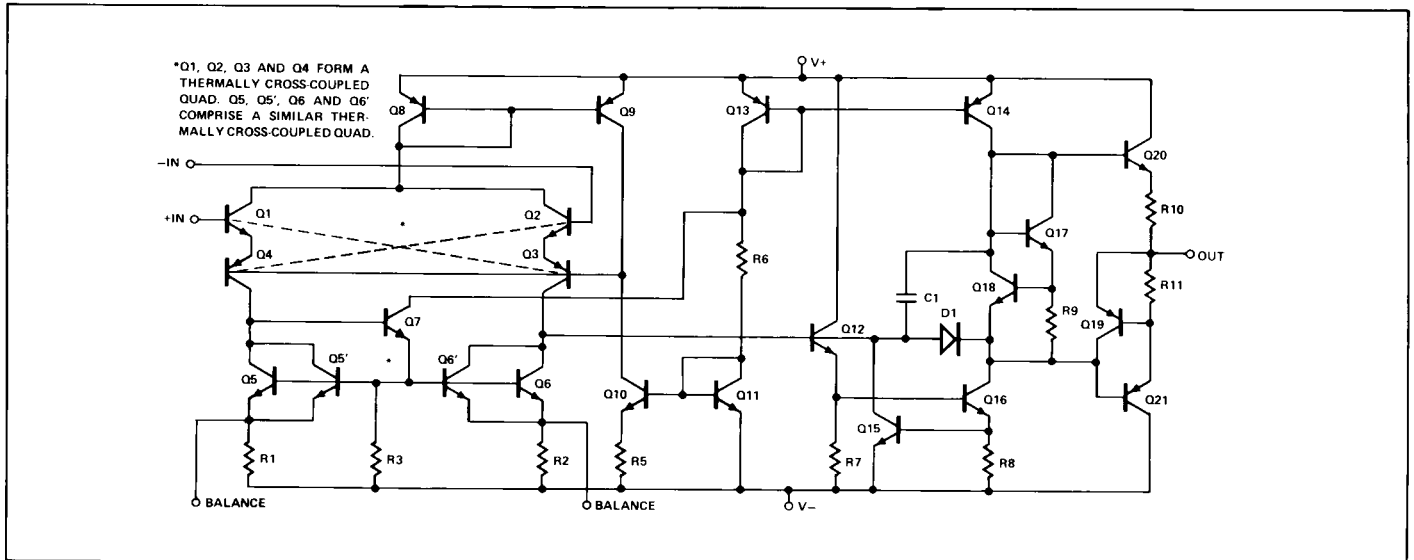 *Q1, Q2, Q3 AND Q4 FORM A
THERMALLY CROSS-COUPLED
QUAD. Q5, Q5', Q6 AND Q6'
COMPRISE A SIMILAR THER-
MALLY CROSS-COUPLED QUAD.
V+
Q8
Q9
Q13
Q14
Q20
-IN
+IN
Q1
Q2
*
R10
Q17
Q4
Q3
R6
OUT
C1
Q18
R11
Q7
D1
R9
Q12
Q19
*
Q5
Q5'
Q6'
Q6
Q10
Q11
Q16
Q21
Q15
R1
R3
R2
R5
R7
R8
BALANCE
BALANCE
V-